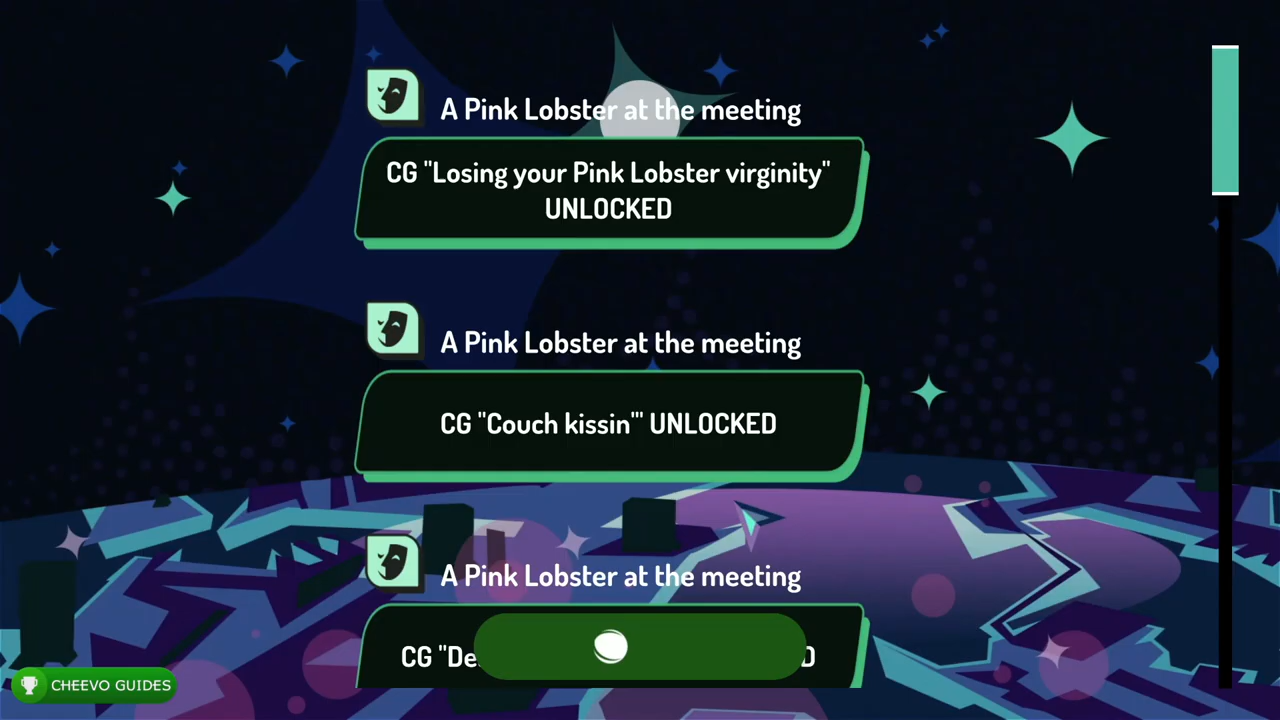 A Pink Lobster at the meeting
CG "Losing your Pink Lobster virginity"
UNLOCKED
A Pink Lobster at the meeting
CG "Couch kissin'" UNLOCKED
A Pink Lobster at the meeting
CG
CHEEVO GUIDES